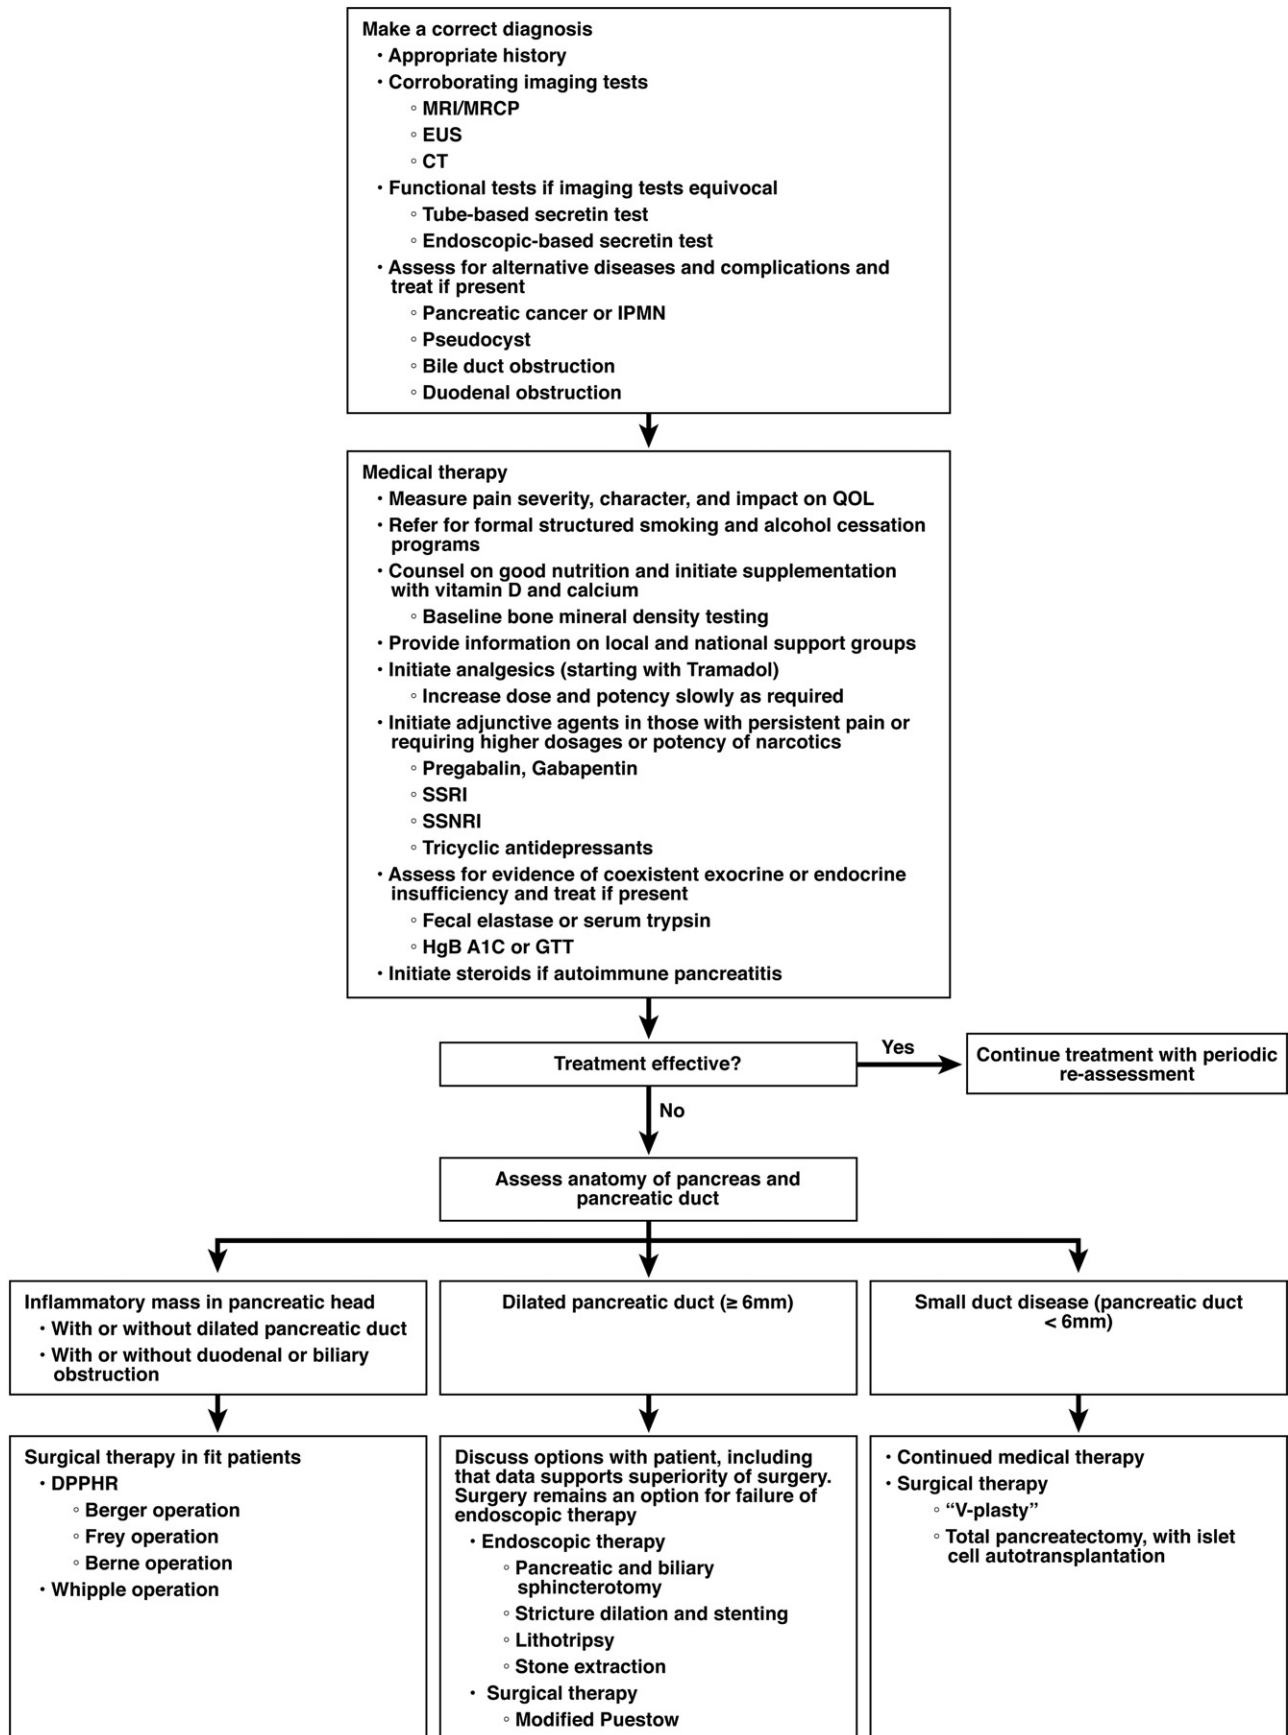 Make a correct diagnosis
• Appropriate history
• Corroborating imaging tests
◦ MRI/MRCP
◦ EUS
◦ CT
• Functional tests if imaging tests equivocal
◦ Tube-based secretin test
◦ Endoscopic-based secretin test
• Assess for alternative diseases and complications and
treat if present
◦ Pancreatic cancer or IPMN
◦ Pseudocyst
◦ Bile duct obstruction
◦ Duodenal obstruction
Medical therapy
• Measure pain severity, character, and impact on QOL
• Refer for formal structured smoking and alcohol cessation
programs
• Counsel on good nutrition and initiate supplementation
with vitamin D and calcium
◦ Baseline bone mineral density testing
• Provide information on local and national support groups
• Initiate analgesics (starting with Tramadol)
◦ Increase dose and potency slowly as required
• Initiate adjunctive agents in those with persistent pain or
requiring higher dosages or potency of narcotics
◦ Pregabalin, Gabapentin
◦ SSRI
◦ SSNRI
◦ Tricyclic antidepressants
• Assess for evidence of coexistent exocrine or endocrine
insufficiency and treat if present
◦ Fecal elastase or serum trypsin
◦ HgB A1C or GTT
• Initiate steroids if autoimmune pancreatitis
Treatment effective?
Yes
Continue treatment with periodic
re-assessment
No
Assess anatomy of pancreas and
pancreatic duct
Inflammatory mass in pancreatic head
• With or without dilated pancreatic duct
• With or without duodenal or biliary
obstruction
Dilated pancreatic duct (≥ 6mm)
Small duct disease (pancreatic duct
< 6mm)
Surgical therapy in fit patients
• DPPHR
◦ Berger operation
◦ Frey operation
◦ Berne operation
• Whipple operation
Discuss options with patient, including
that data supports superiority of surgery.
Surgery remains an option for failure of
endoscopic therapy
• Endoscopic therapy
◦ Pancreatic and biliary
sphincterotomy
◦ Stricture dilation and stenting
◦ Lithotripsy
◦ Stone extraction
• Surgical therapy
◦ Modified Puestow
• Continued medical therapy
• Surgical therapy
◦ “V-plasty”
◦ Total pancreatectomy, with islet
cell autotransplantation